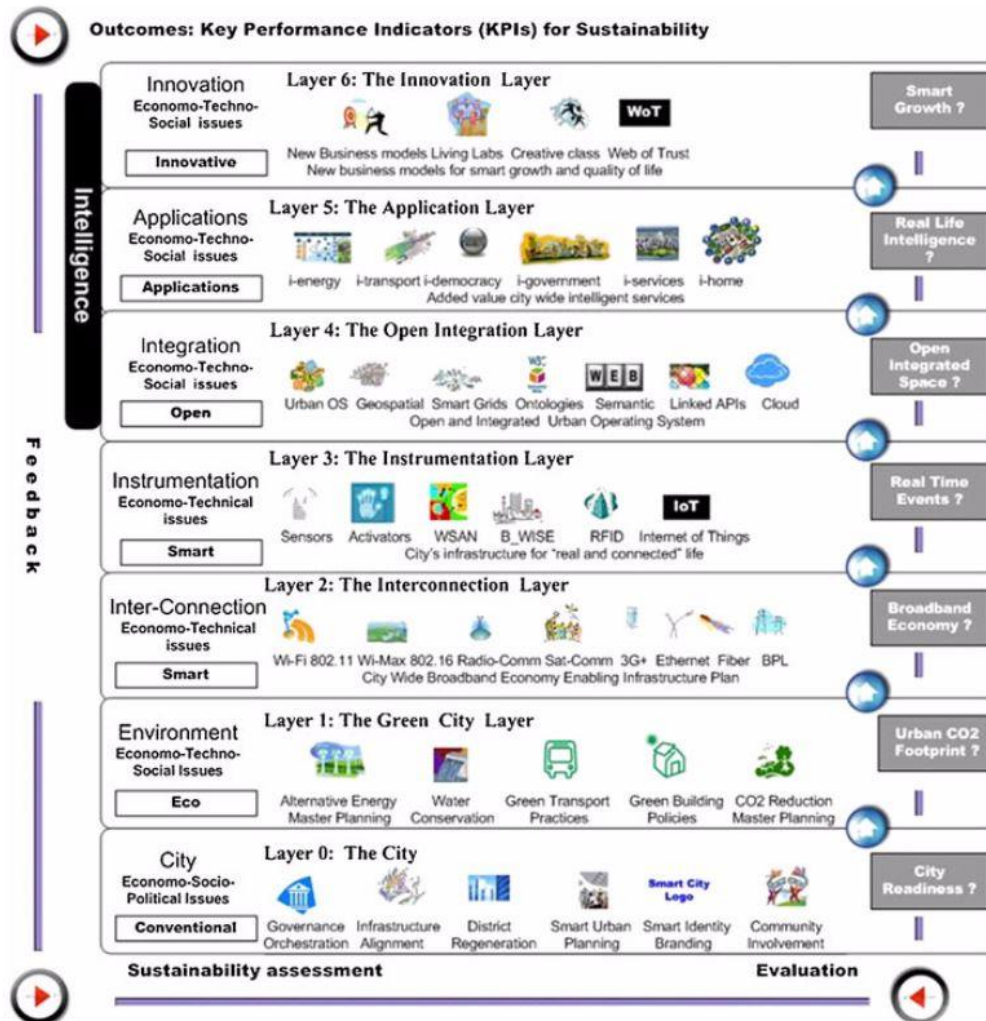 Outcomes: Key Performance Indicators (KPIs) for Sustainability
Intelligence
Feedback
Innovation
Economo-Techno-
Social issues
Innovative
Layer 6: The Innovation Layer
WoT
New Business models Living Labs Creative class Web of Trust
New business models for smart growth and quality of life
Smart
Growth ?
Applications
Economo-Techno-
Social issues
Applications
Layer 5: The Application Layer
i-energy i-transport i-democracy i-government i-services i-home
Added value city wide intelligent services
Real Life
Intelligence
?
Integration
Economo-Techno-
Social issues
Open
Layer 4: The Open Integration Layer
WEB
Urban OS Geospatial Smart Grids Ontologies Semantic Linked APIs Cloud
Open and Integrated Urban Operating System
Open
Integrated
Space ?
Instrumentation
Economo-Technical
issues
Smart
Layer 3: The Instrumentation Layer
IoT
Sensors Activators WSAN B_WISE RFID Internet of Things
City's infrastructure for "real and connected" life
Real Time
Events ?
Inter-Connection
Economo-Technical
issues
Smart
Layer 2: The Interconnection Layer
Wi-Fi 802.11 Wi-Max 802.16 Radio-Comm Sat-Comm 3G+ Ethernet Fiber BPL
City Wide Broadband Economy Enabling Infrastructure Plan
Broadband
Economy ?
Environment
Economo-Techno-
Social Issues
Eco
Layer 1: The Green City Layer
Alternative Energy Water Green Transport Green Building CO2 Reduction
Master Planning Conservation Practices Policies Master Planning
Urban CO2
Footprint ?
City
Economo-Socio-
Political Issues
Conventional
Layer 0: The City
Smart City
Logo
Governance Infrastructure District Smart Urban Smart Identity Community
Orchestration Alignment Regeneration Planning Branding Involvement
City
Readiness ?
Sustainability assessment Evaluation